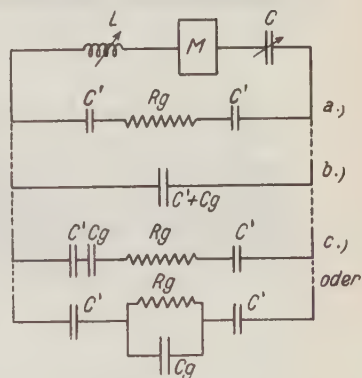 L M C
C' Rg C' a.)
C'+Cg b.)
C' Cg Rg C' c.)
oder
C' Rg C'
Cg